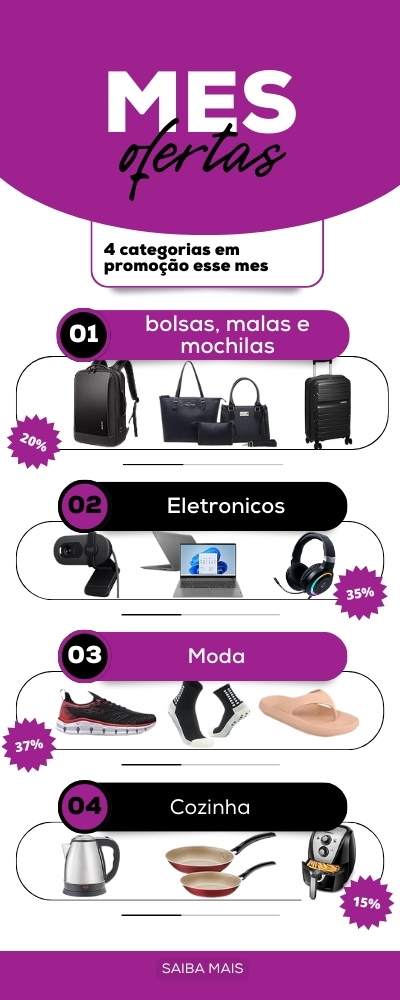 MES
ofertas
4 categorias em
promoção esse mes
01
bolsas, malas e
mochilas
20%
02
Eletronicos
35%
03
Moda
37%
04
Cozinha
15%
SAIBA MAIS